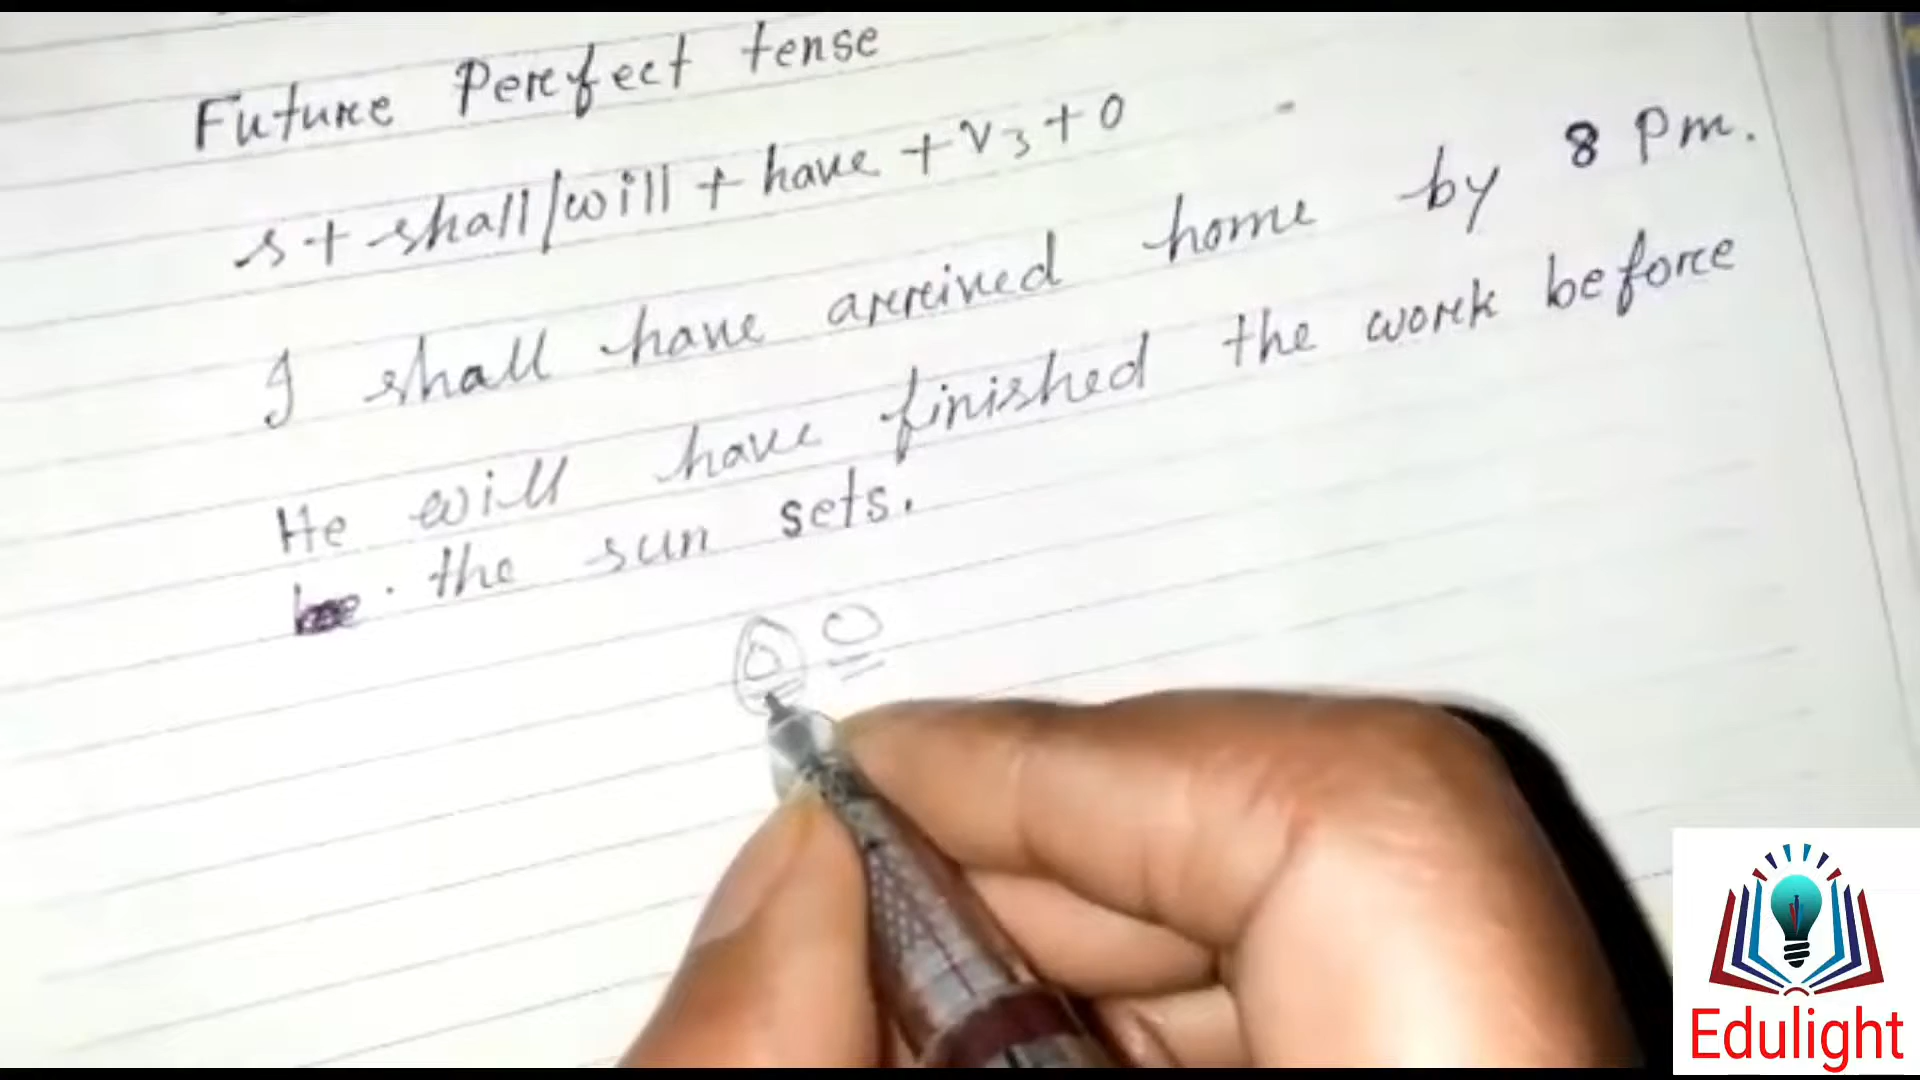 Future Perfect tense
s + shall/will + have + v3 + o
I shall have arrived home by 8 Pm.
He will have finished the work before
the sun sets.
Edulight